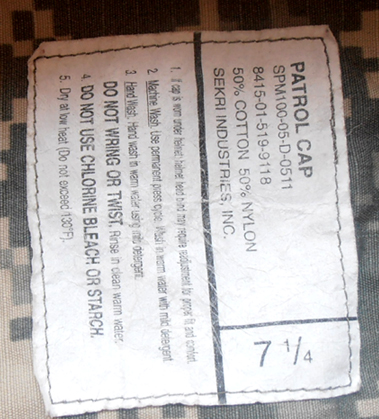 PATROL CAP
SPM100-05-D-0511
8415-01-519-9118
50% COTTON 50% NYLON
SEKRI INDUSTRIES, INC.
7 1/4
1. If cap is worn under helmet, helmet head band may require readjustment for proper fit and comfort.
2. Machine Wash. Use permanent press cycle. Wash in warm water with mild detergent
3. Hand Wash. Hand wash in warm water using mild detergent.
DO NOT WRING OR TWIST. Rinse in clean warm water.
4. DO NOT USE CHLORINE BLEACH OR STARCH.
5. Dry at low heat (Do not exceed 130°F).